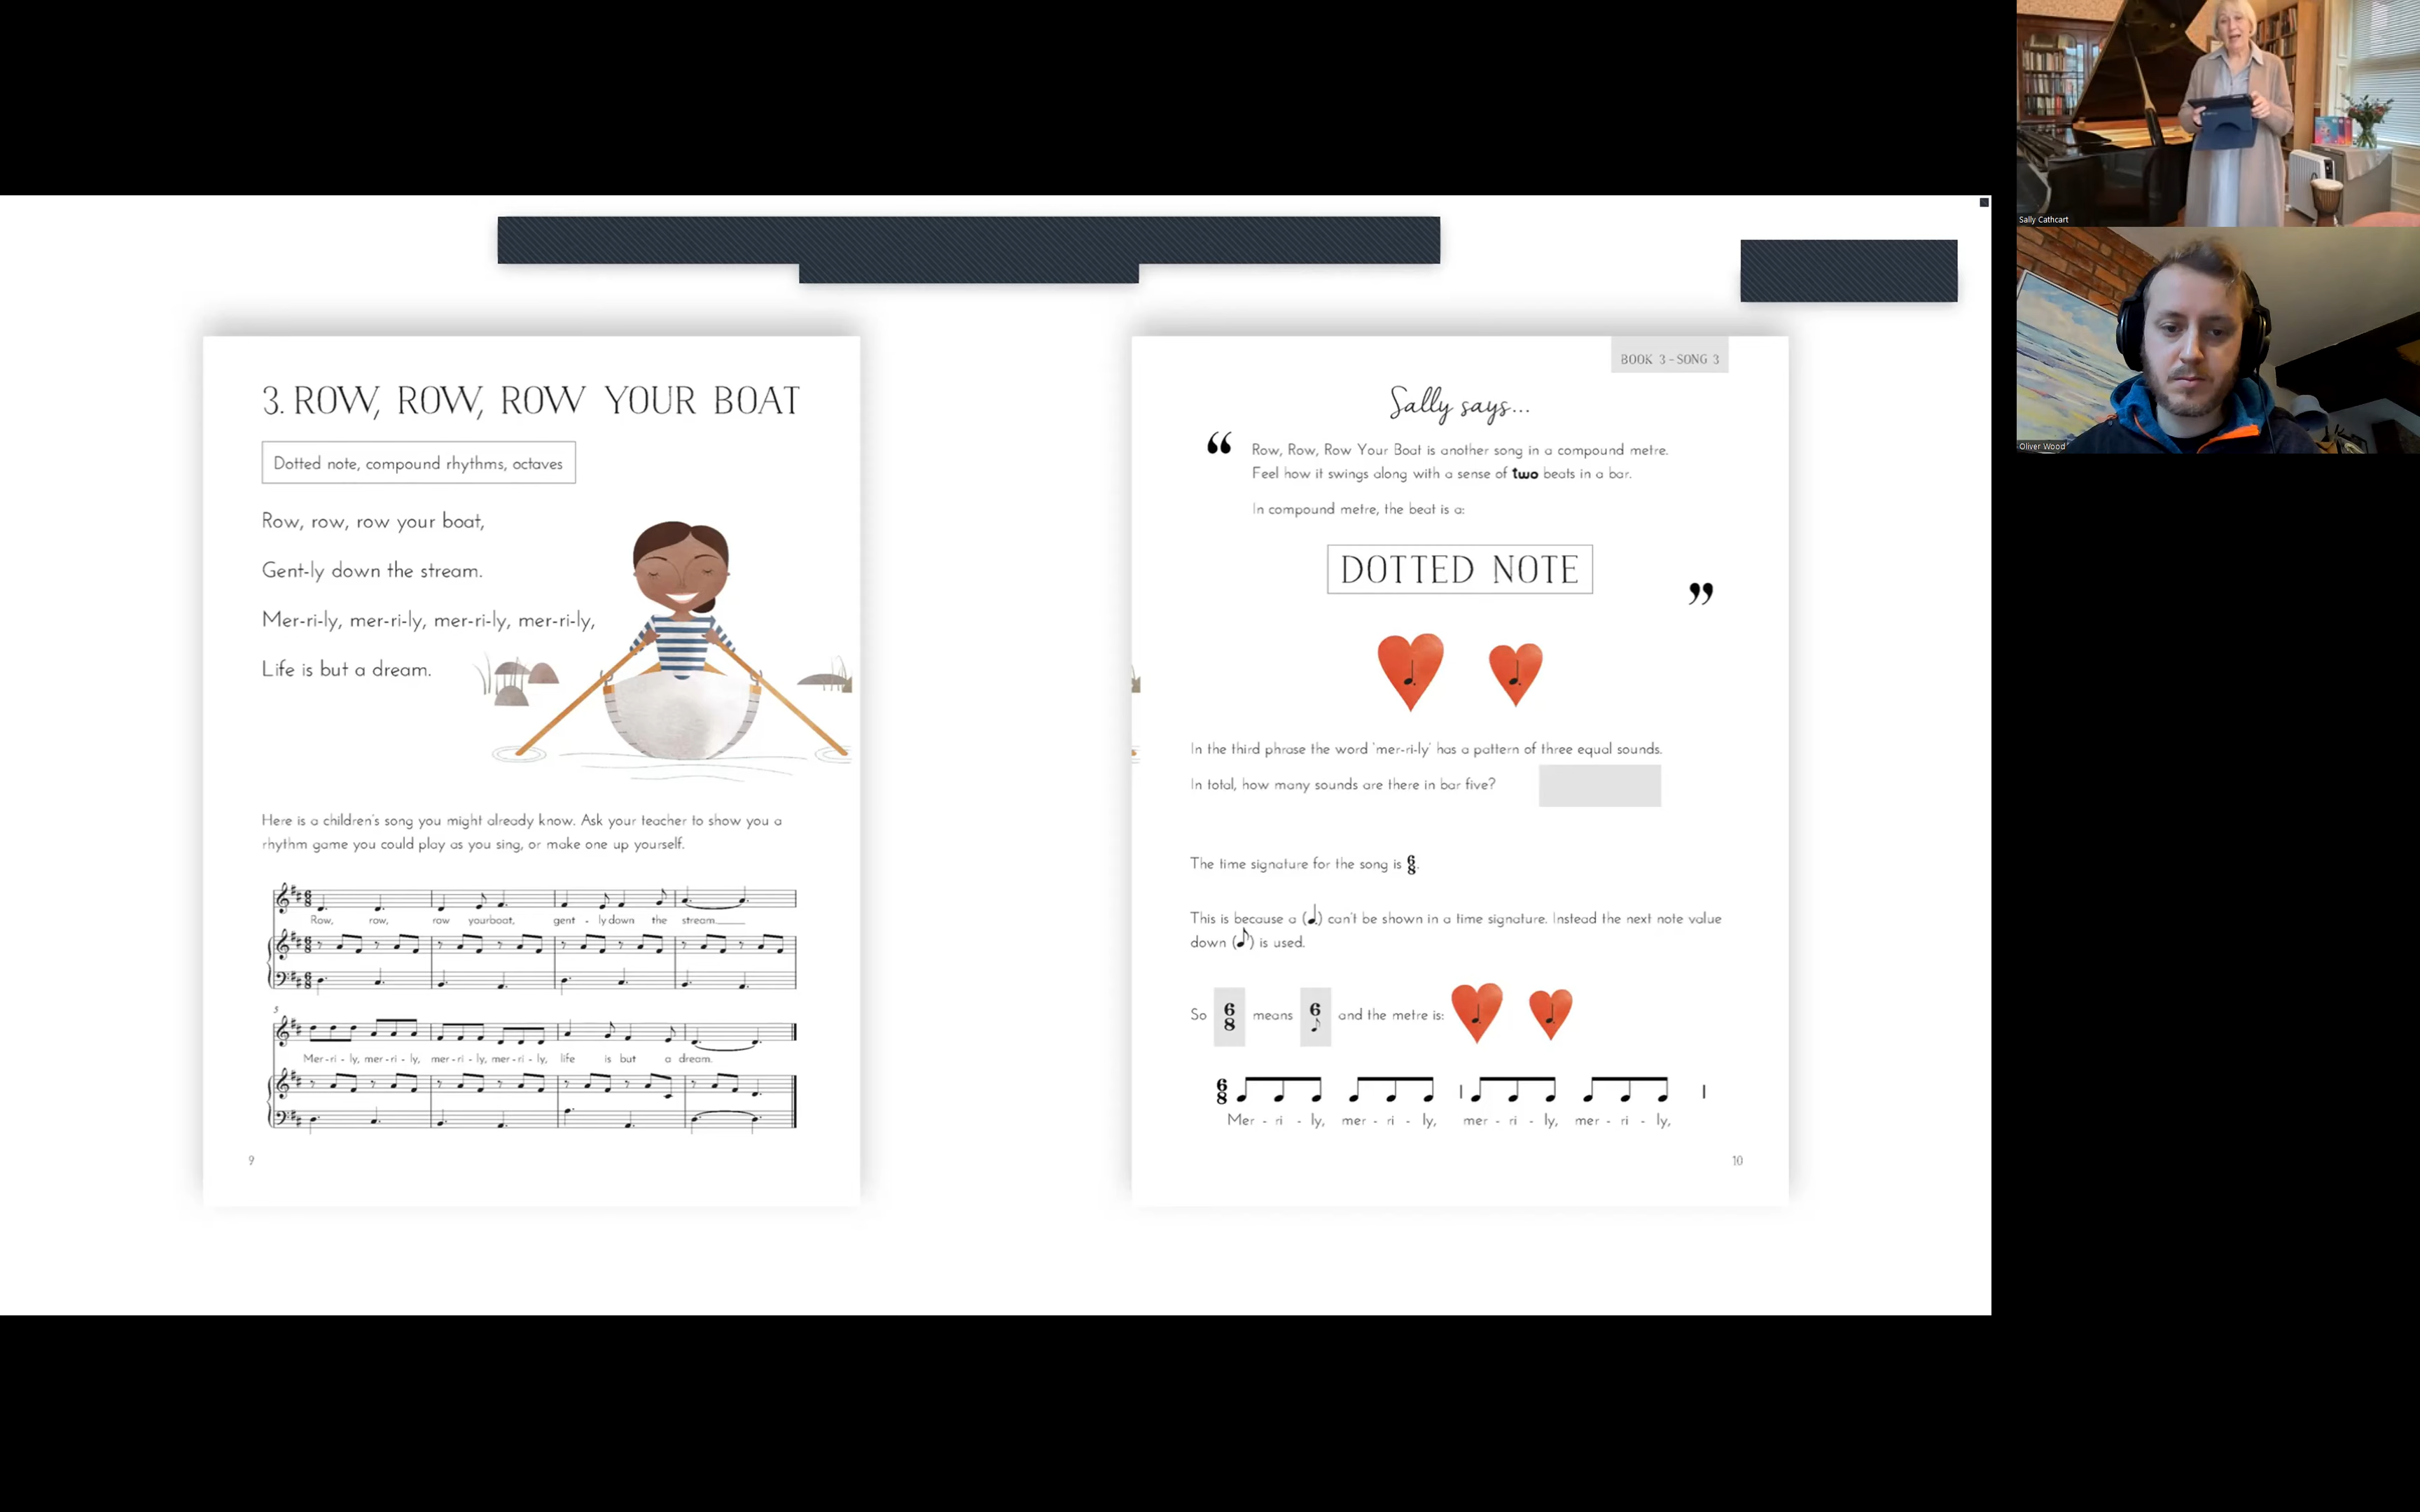 3. ROW, ROW, ROW YOUR BOAT
Dotted note, compound rhythms, octaves
Row, row, row your boat,
Gent-ly down the stream.
Mer-ri-ly, mer-ri-ly, mer-ri-ly, mer-ri-ly,
Life is but a dream.
Here is a children's song you might already know. Ask your teacher to show you a
rhythm game you could play as you sing, or make one up yourself.
6
8
Row, row, row your boat, gent - ly down the stream.
6
8
6
8
5
Mer - ri - ly, mer - ri - ly, mer - ri - ly, mer - ri - ly, life is but a dream.
9
BOOK 3 - SONG 3
Sally says...
“ Row, Row, Row Your Boat is another song in a compound metre.
Feel how it swings along with a sense of two beats in a bar.
In compound metre, the beat is a:
DOTTED NOTE
”
In the third phrase the word 'mer-ri-ly' has a pattern of three equal sounds.
In total, how many sounds are there in bar five?
The time signature for the song is 6/8.
This is because a (♩.) can't be shown in a time signature. Instead the next note value
down (♪) is used.
So 6/8 means 6/♪ and the metre is:
6
8
Mer - ri - ly, mer - ri - ly, mer - ri - ly, mer - ri - ly,
10
Sally Cathcart
Oliver Wood